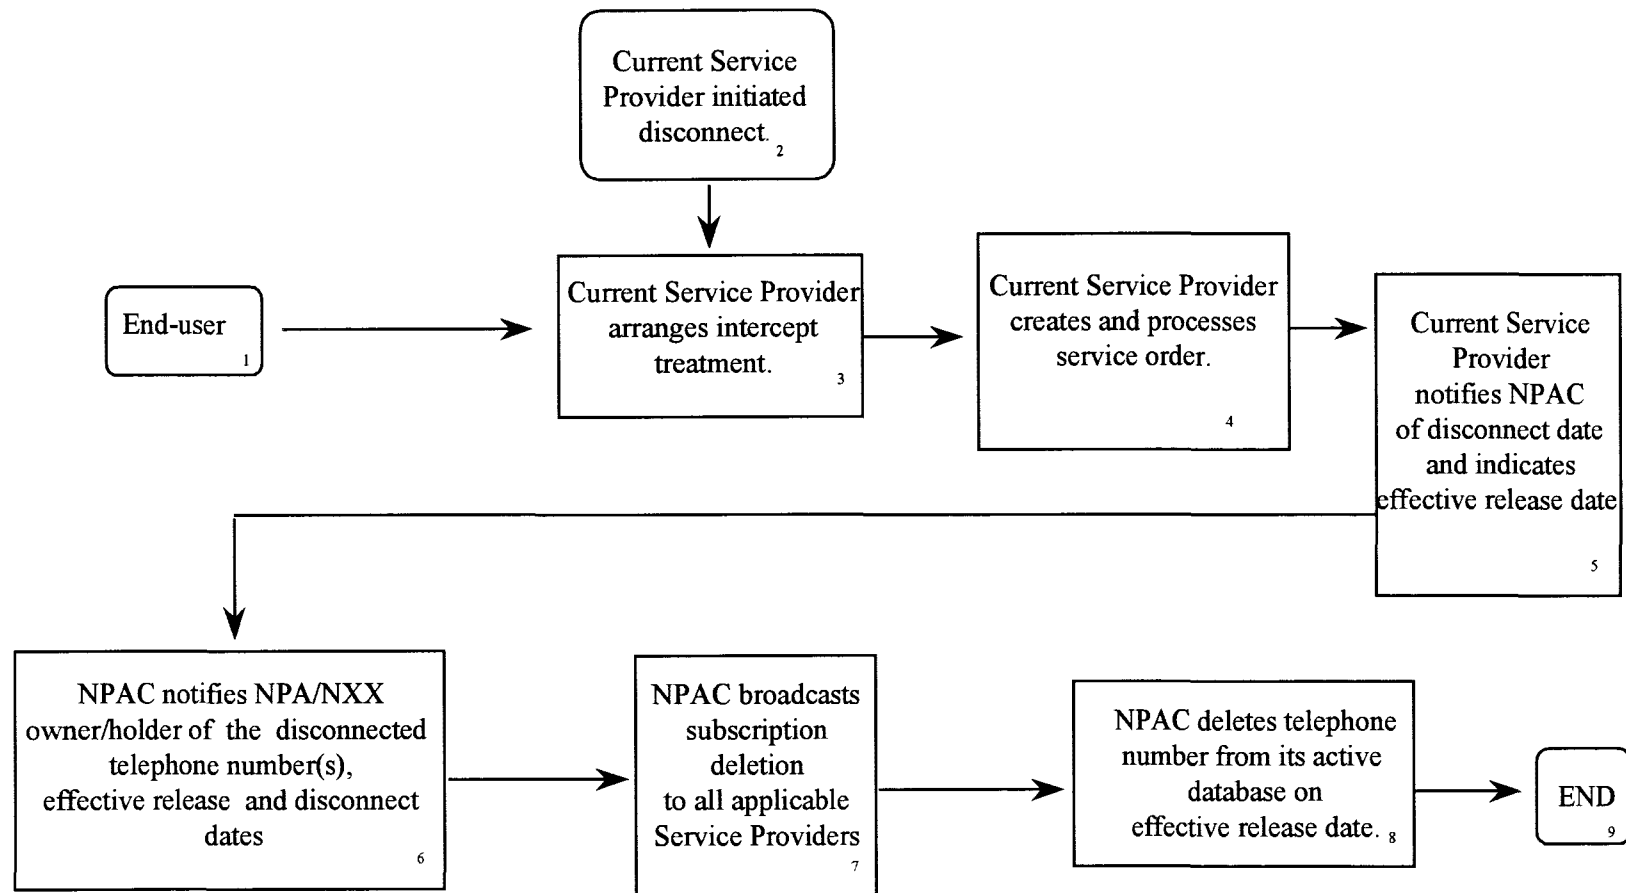 Current Service
Provider initiated
disconnect.
2
End-user
1
Current Service Provider
arranges intercept
treatment.
3
Current Service Provider
creates and processes
service order.
4
Current Service
Provider
notifies NPAC
of disconnect date
and indicates
effective release date
5
NPAC notifies NPA/NXX
owner/holder of the disconnected
telephone number(s),
effective release and disconnect
dates
6
NPAC broadcasts
subscription
deletion
to all applicable
Service Providers
7
NPAC deletes telephone
number from its active
database on
effective release date.
8
END
9